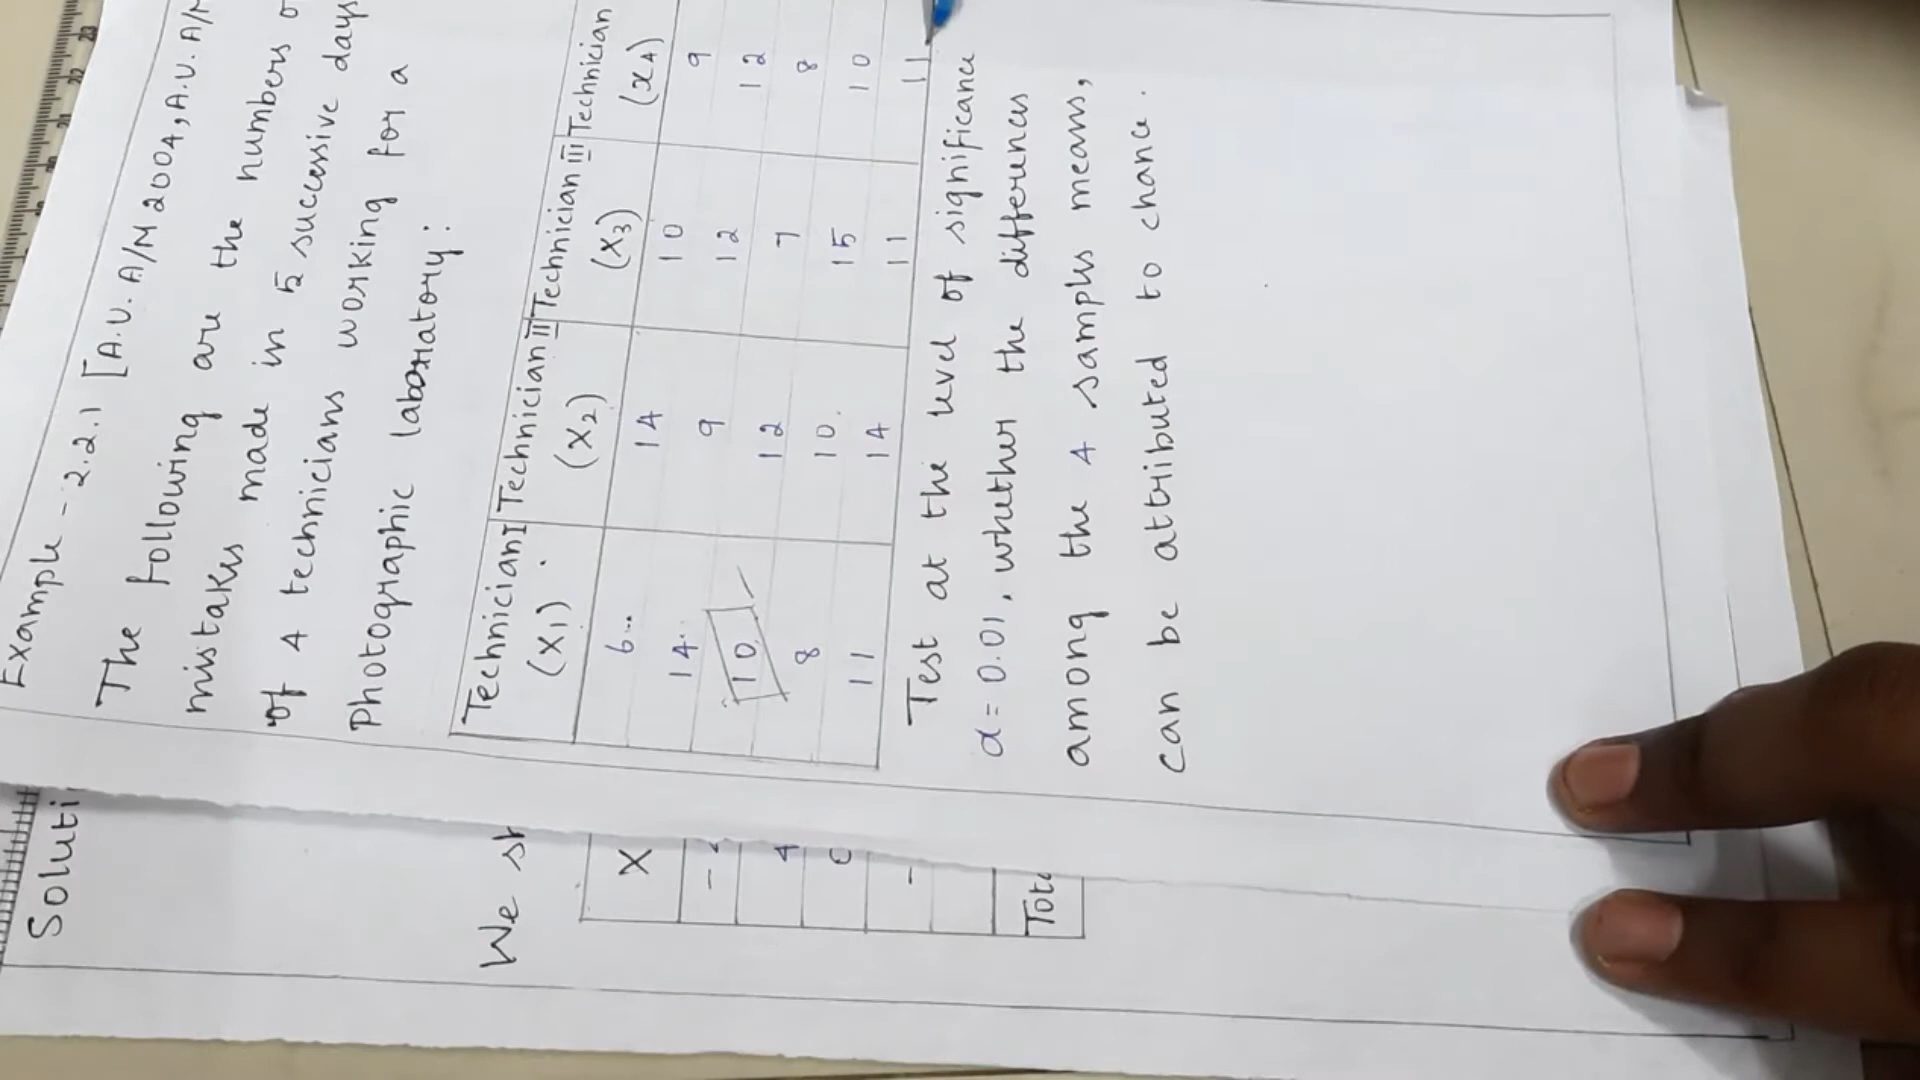 Example - 2.2.1 [A.U. A/M 2004, A.U. A/M
The following are the numbers
mistakes made in 5 successive days
of 4 technicians working for a
Photographic laboratory:
Technician I Technician II Technician III Technician
(X1) (X2) (X3) (x4)
6 14 10 9
14 9 12 12
10 12 7 8
8 10 15 10
11 14 11 11
Test at the level of significance
α = 0.01, whether the differences
among the 4 samples means,
can be attributed to chance.
Soluti
We
X
4
Tot